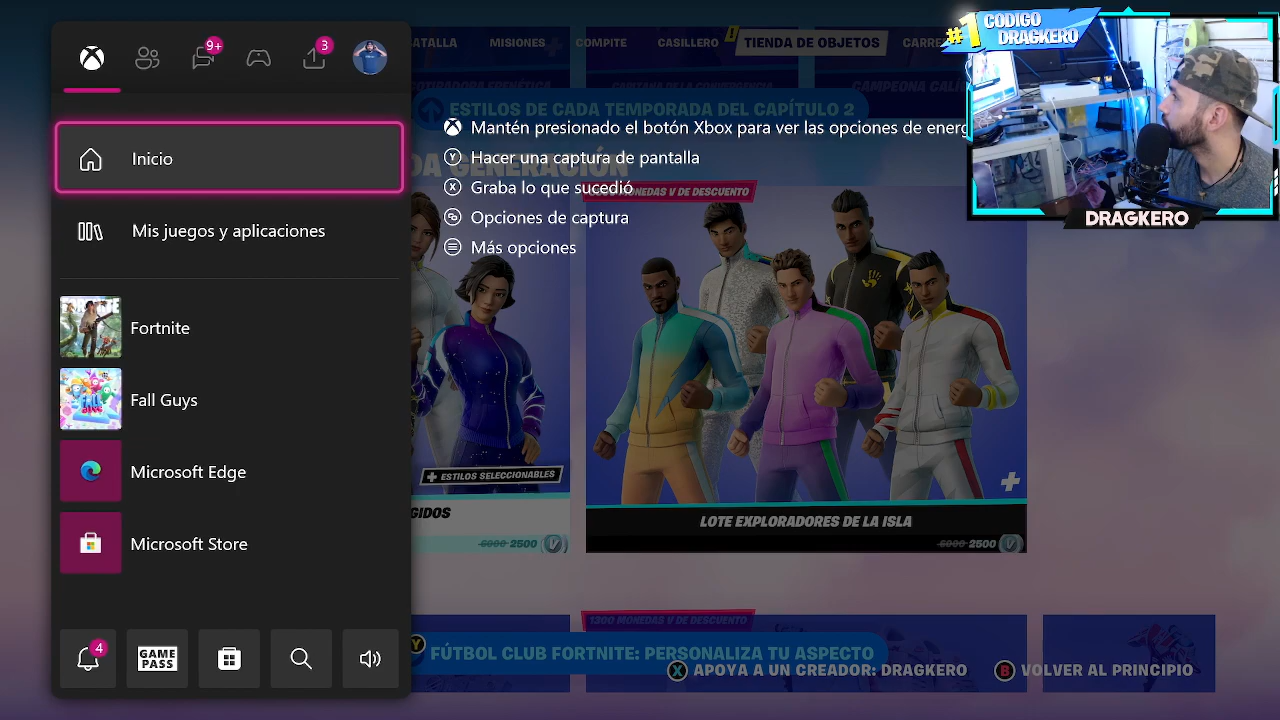 9+
3
Inicio
Mis juegos y aplicaciones
Fortnite
Fall Guys
Microsoft Edge
Microsoft Store
4
GAME
PASS
MISIONES
COMPITE
CASILLERO
TIENDA DE OBJETOS
ESTILOS DE CADA TEMPORADA DEL CAPÍTULO 2
Mantén presionado el botón Xbox para ver las opciones de energ
Y Hacer una captura de pantalla
X Graba lo que sucedió
Opciones de captura
Más opciones
MONEDAS V DE DESCUENTO
+ ESTILOS SELECCIONABLES
GIDOS
6000 2500
LOTE EXPLORADORES DE LA ISLA
6000 2500
1300 MONEDAS V DE DESCUENTO
Y FÚTBOL CLUB FORTNITE: PERSONALIZA TU ASPECTO
X APOYA A UN CREADOR: DRAGKERO
B VOLVER AL PRINCIPIO
#1 CODIGO
DRAGKERO
DRAGKERO